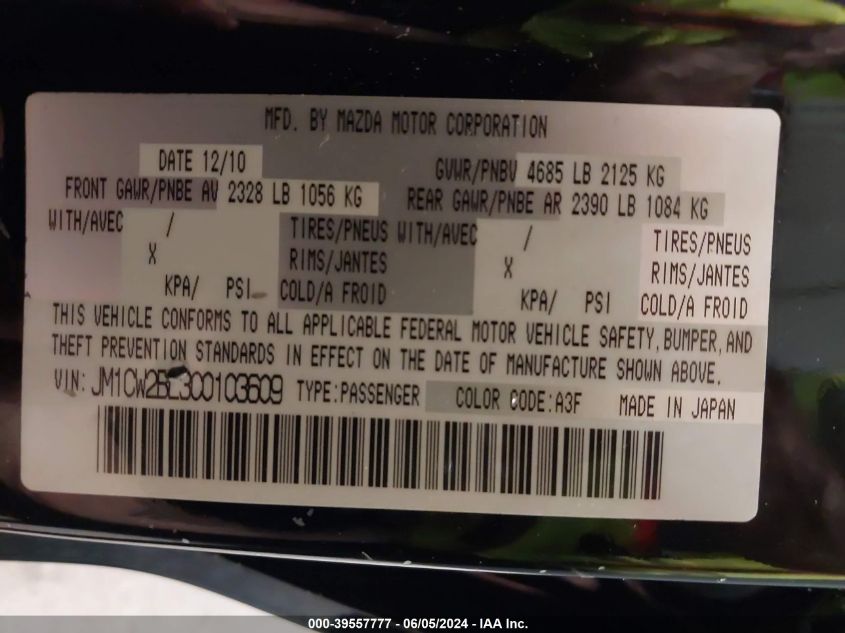 MFD. BY MAZDA MOTOR CORPORATION
DATE 12/10 GVWR/PNBV 4685 LB 2125 KG
FRONT GAWR/PNBE AV 2328 LB 1056 KG REAR GAWR/PNBE AR 2390 LB 1084 KG
WITH/AVEC / TIRES/PNEUS WITH/AVEC / TIRES/PNEUS
X RIMS/JANTES X RIMS/JANTES
KPA/ PSI COLD/A FROID KPA/ PSI COLD/A FROID
THIS VEHICLE CONFORMS TO ALL APPLICABLE FEDERAL MOTOR VEHICLE SAFETY, BUMPER, AND
THEFT PREVENTION STANDARDS IN EFFECT ON THE DATE OF MANUFACTURE SHOWN ABOVE.
VIN: JM1CW2BL3C0103609 TYPE:PASSENGER COLOR CODE:A3F MADE IN JAPAN
000-39557777 - 06/05/2024 - IAA Inc.